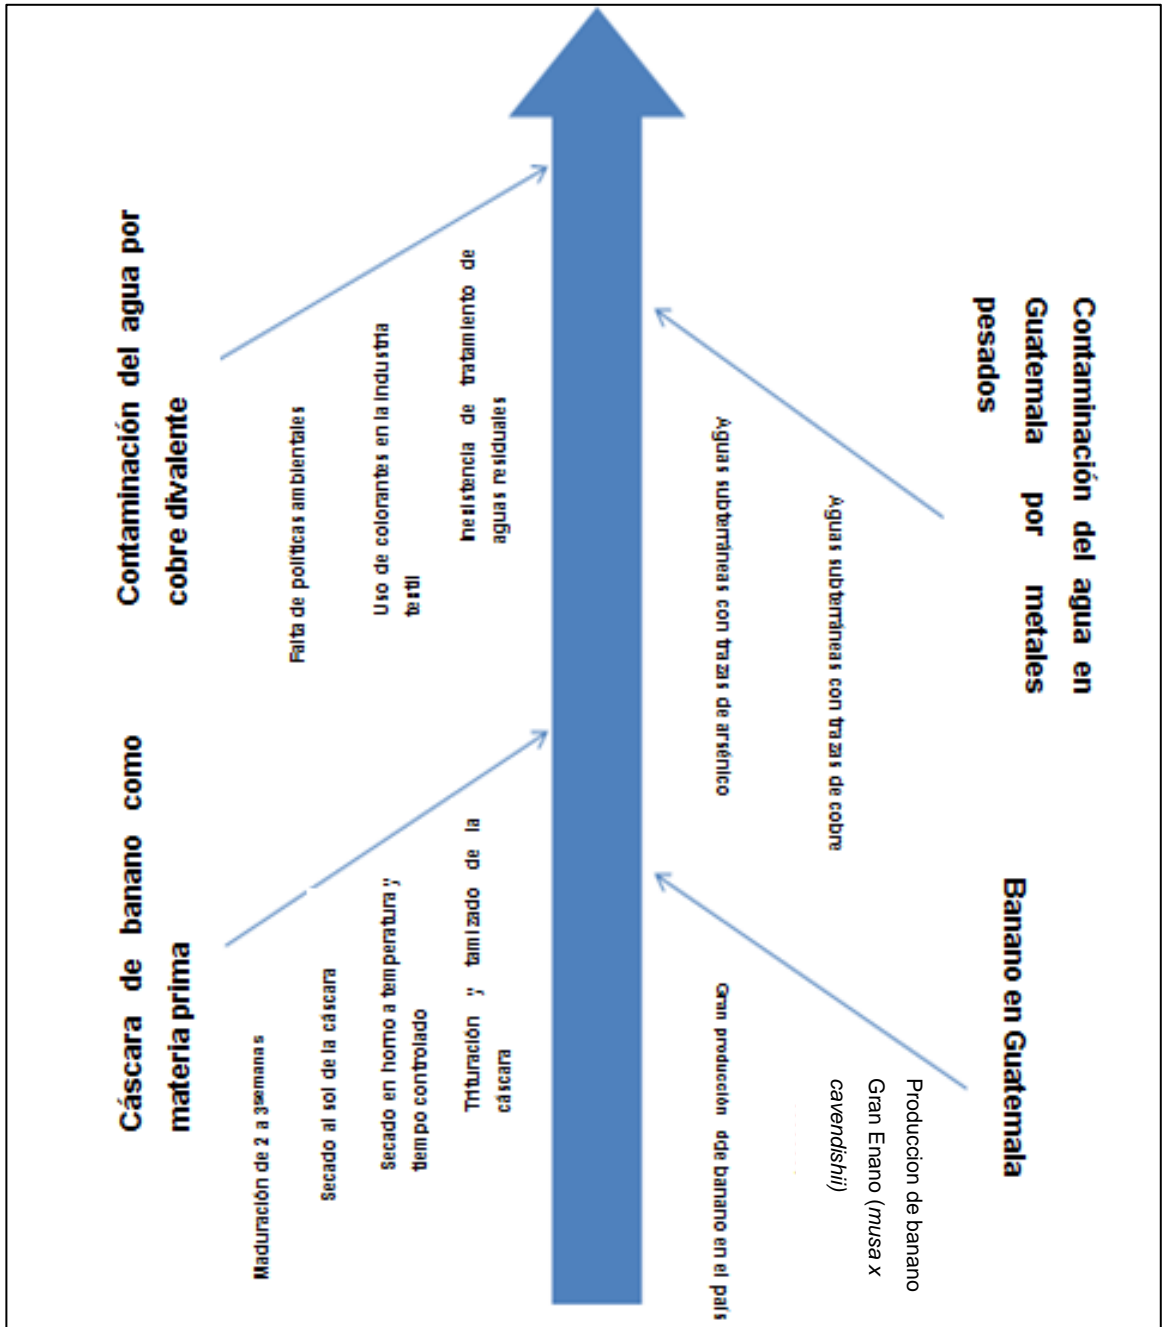 Contaminación del agua por
cobre divalente
Falta de políticas ambientales
Uso de colorantes en la industria
textil
Inesistencia de tratamiento de
aguas residuales
Cáscara de banano como
materia prima
Maduración de 2 a 3semanas
Secado al sol de la cáscara
Secado en horno a temperatura y
tiempo controlado
Trituración y tamizado de la
cáscara
Contaminación del agua en
Guatemala por metales
pesados
Aguas subterráneas con trazas de cobre
Aguas subterráneas con trazas de arsénico
Banano en Guatemala
Produccion de banano
Gran Enano (musa x
cavendishii)
Gran producción dde banano en el país